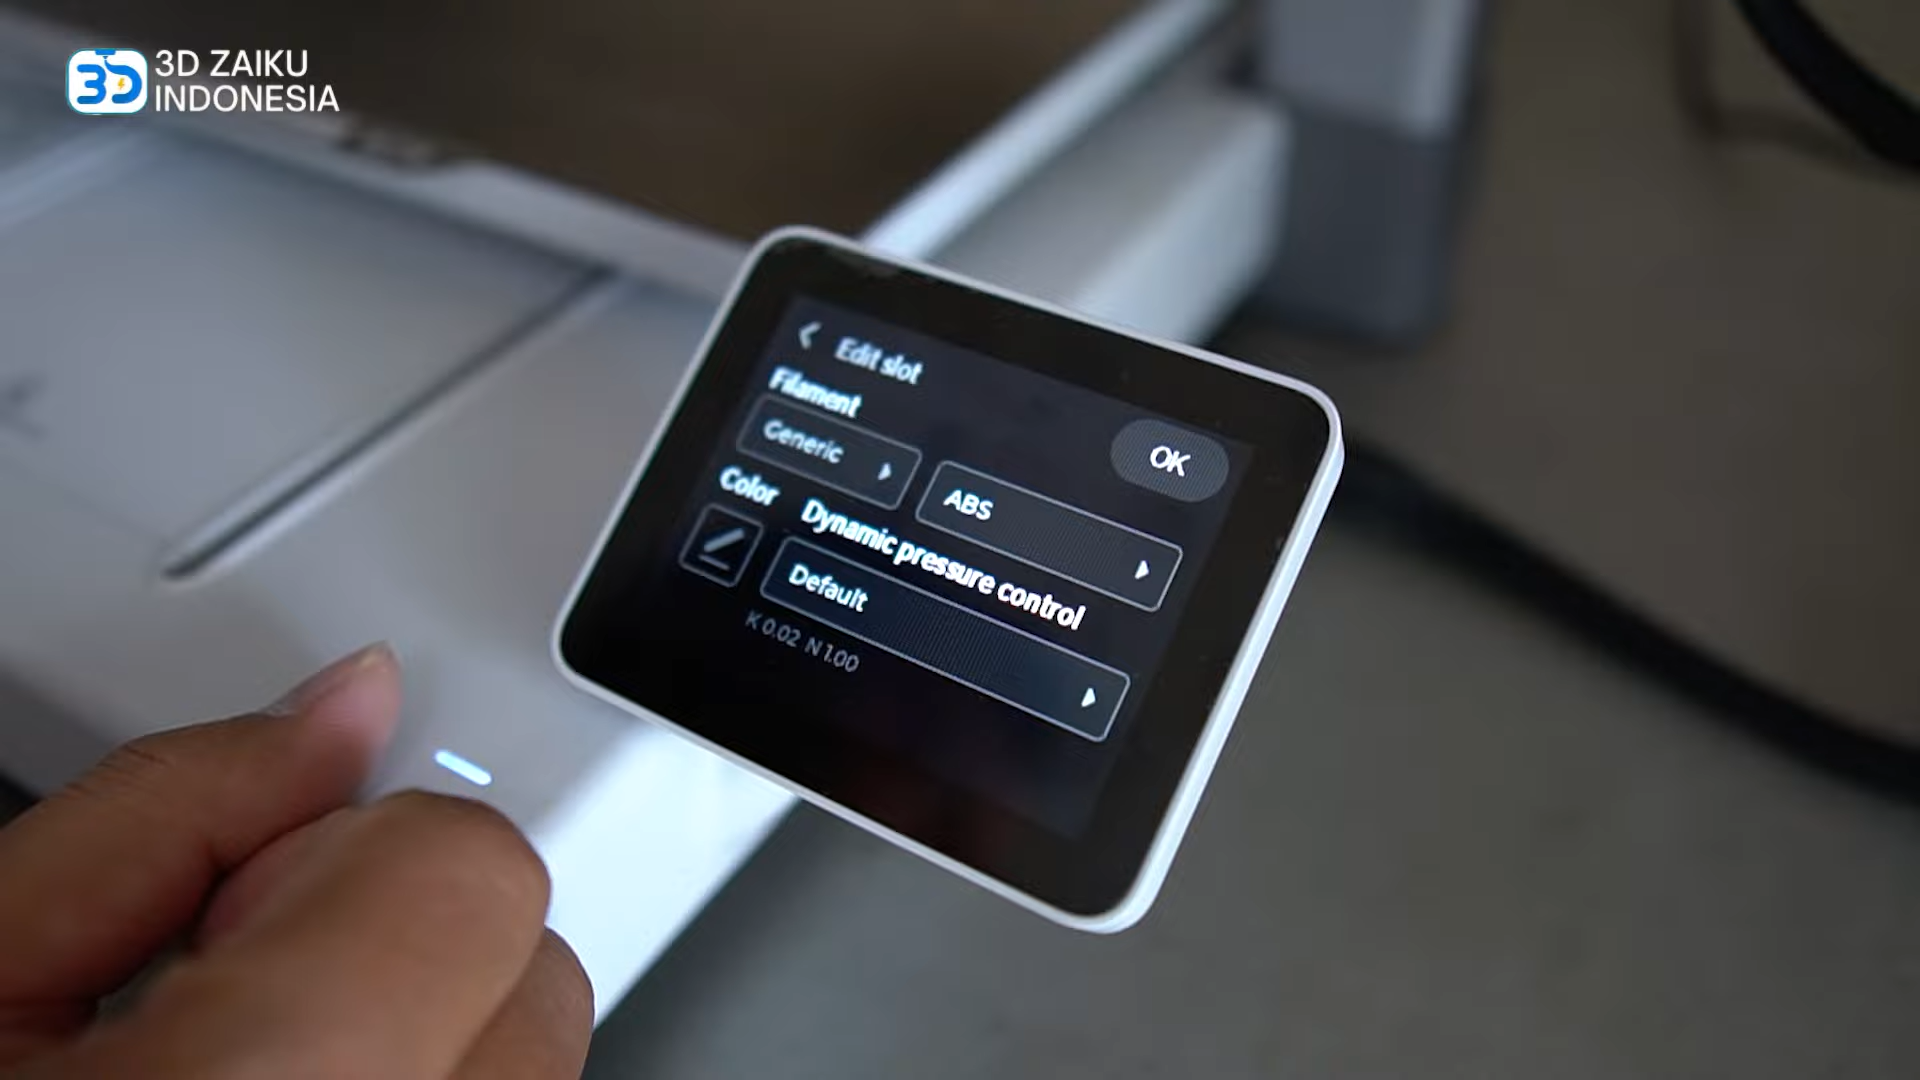 3D ZAIKU
INDONESIA
Edit slot
Filament
OK
Generic
ABS
Color
Dynamic pressure control
Default
K 0.02 N 1.00